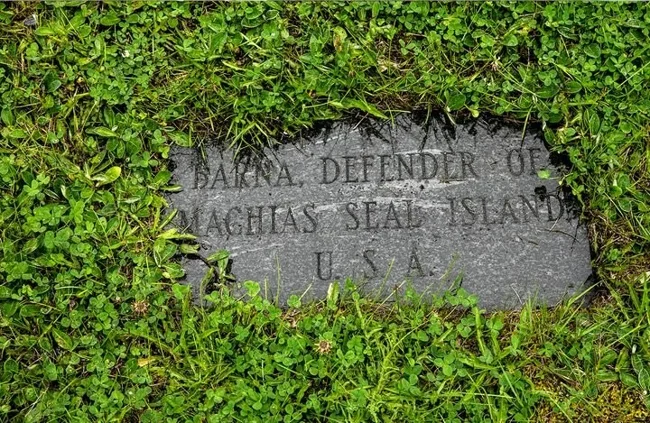 BARNA, DEFENDER OF
MACHIAS SEAL ISLAND
U. S. A.